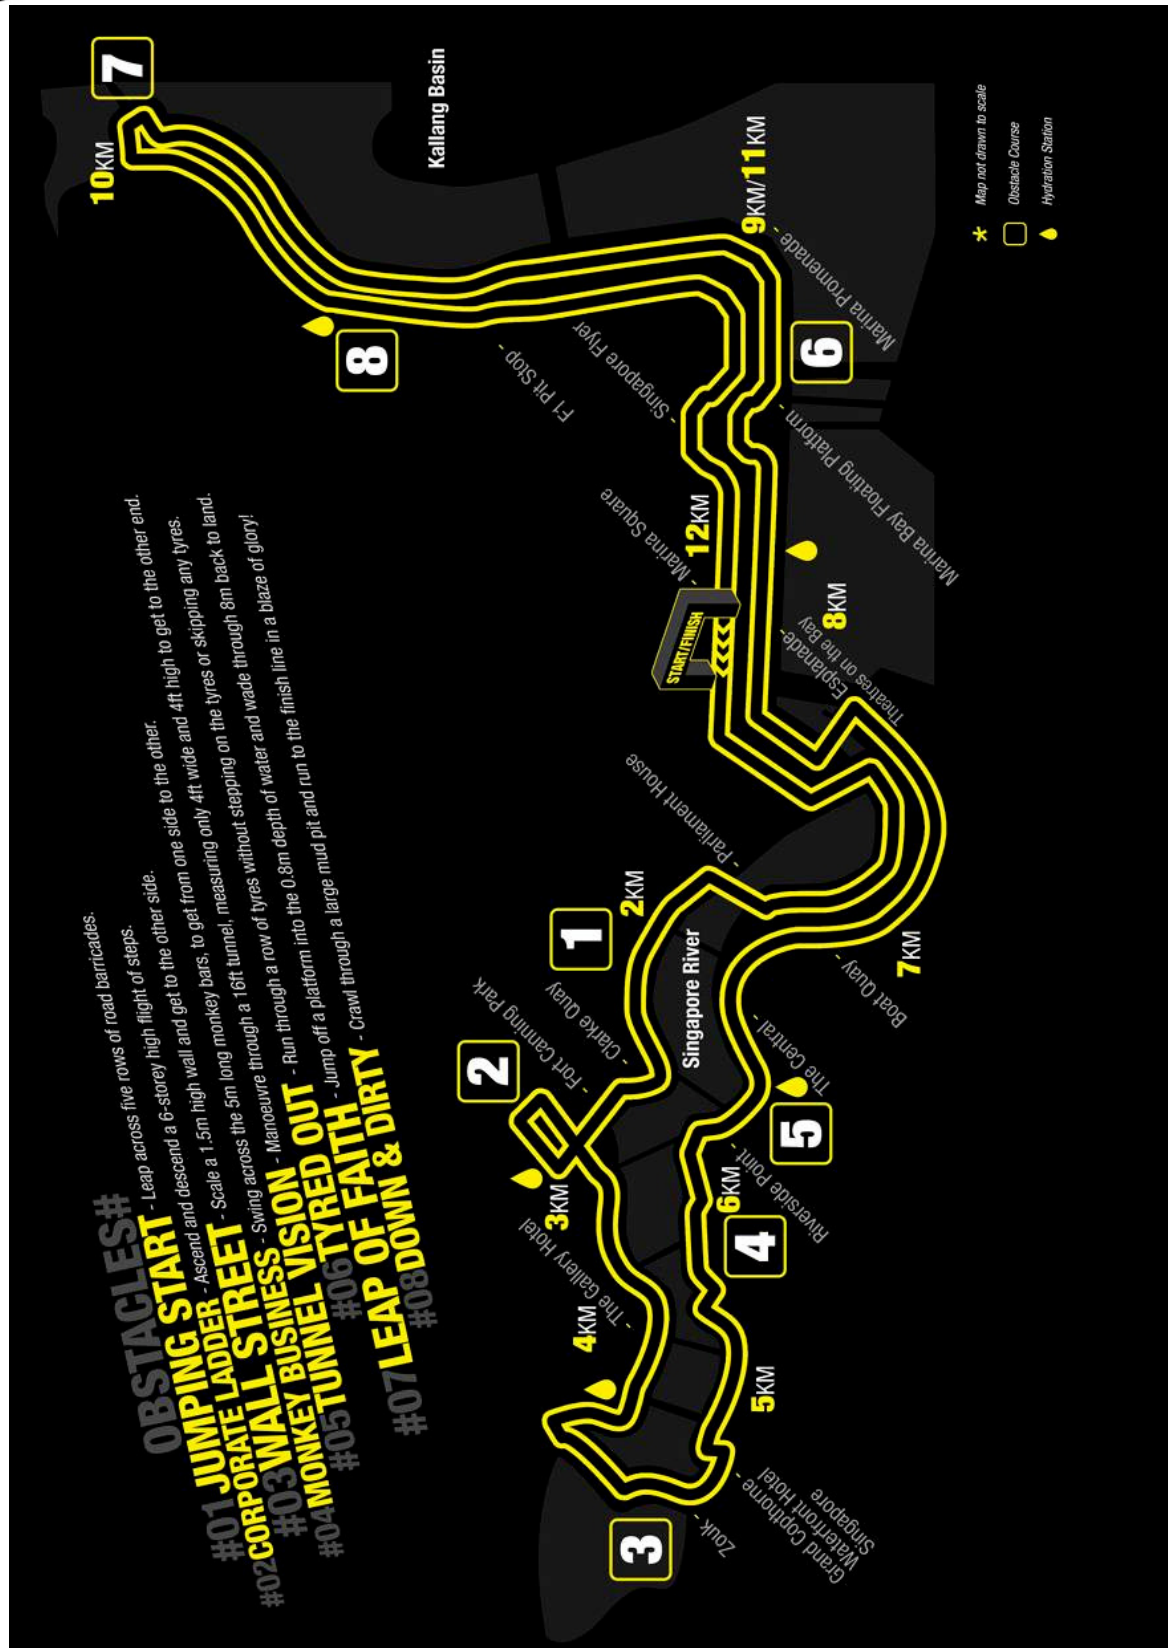 OBSTACLES#
#01 JUMPING START - Leap across five rows of road barricades.
#02 CORPORATE LADDER - Ascend and descend a 6-storey high flight of steps.
#03 WALL STREET - Scale a 1.5m high wall and get to the other side.
#04 MONKEY BUSINESS - Swing across the 5m long monkey bars, to get from one side to the other.
#05 TUNNEL VISION - Manoeuvre through a 16ft tunnel, measuring only 4ft wide and 4ft high to get to the other end.
#06 TYRED OUT - Run through a row of tyres without stepping on the tyres or skipping any tyres.
#07 LEAP OF FAITH - Jump off a platform into the 0.8m depth of water and wade through 8m back to land.
#08 DOWN & DIRTY - Crawl through a large mud pit and run to the finish line in a blaze of glory!
7
10KM
Kallang Basin
8
F1 Pit Stop -
Singapore Flyer -
9KM/11KM
- Marina Promenade
6
- Marina Bay Floating Platform
Marina Square -
12KM
START/FINISH
8KM
Esplanade-
Theatres on the Bay
Parliament House -
2KM
1
Clarke Quay -
Fort Canning Park -
2
3KM
Singapore River
7KM
Boat Quay -
The Central -
5
Riverside Point -
6KM
4
The Gallery Hotel -
4KM
5KM
Grand Copthorne -
Waterfront Hotel
Singapore
Zouk -
3
* Map not drawn to scale
Obstacle Course
Hydration Station